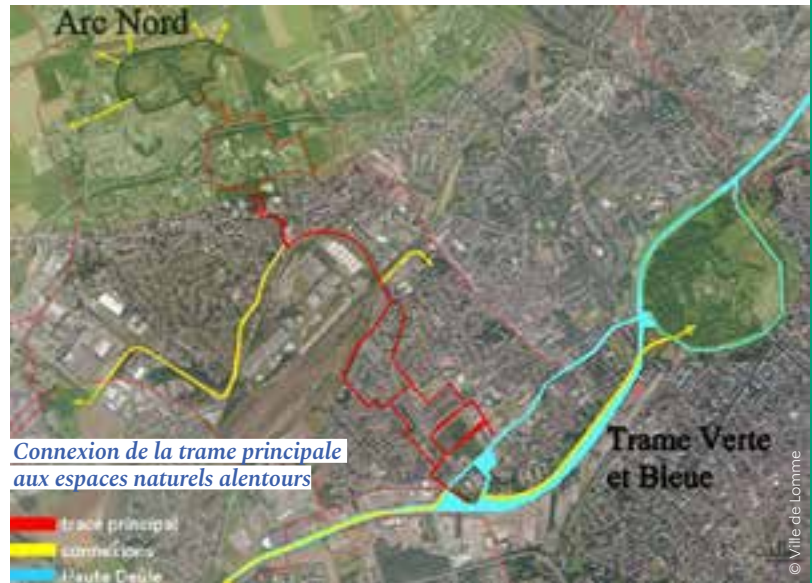 Arc Nord
Trame Verte
et Bleue
Connexion de la trame principale
aux espaces naturels alentours
tracé principal
connexions
Haute Deûle
© Ville de Lomme